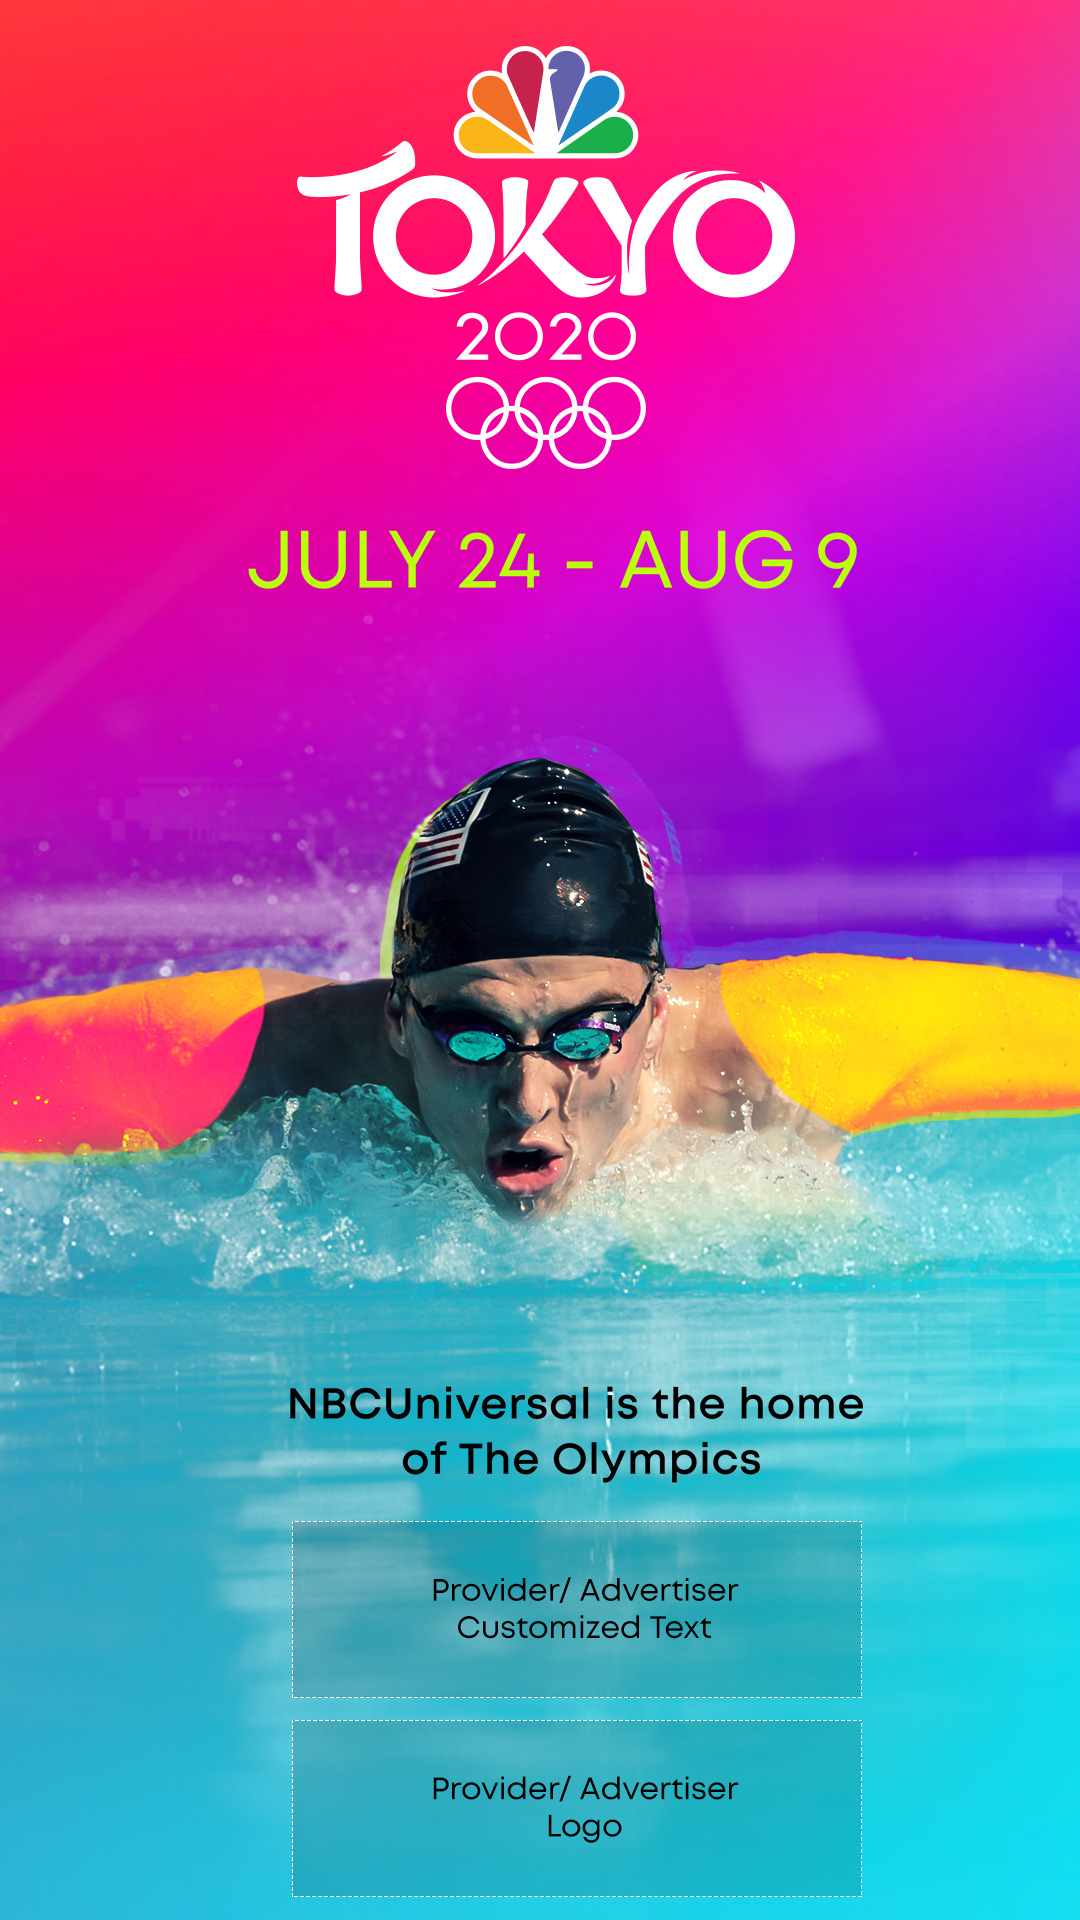 TOKYO
2020
JULY 24 - AUG 9
NBCUniversal is the home
of The Olympics
Provider/ Advertiser
Customized Text
Provider/ Advertiser
Logo